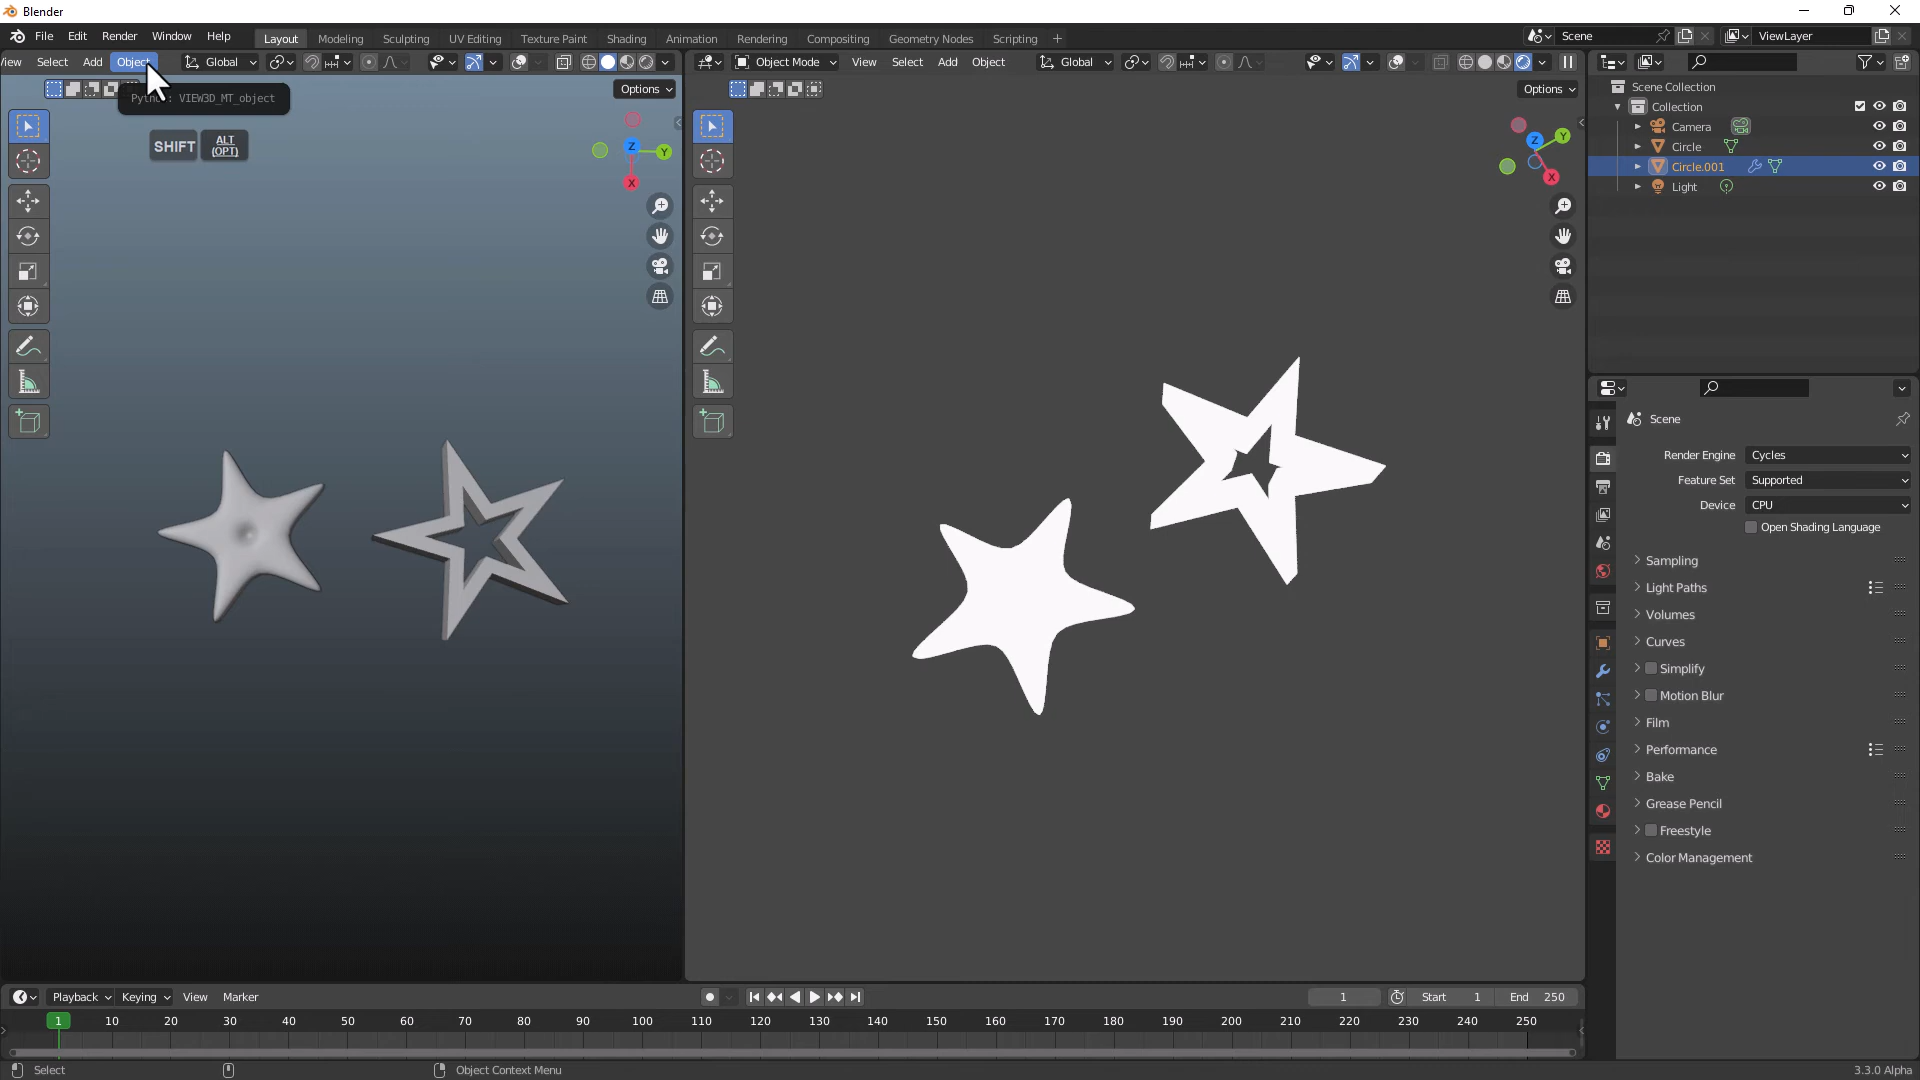 Blender
File Edit Render Window Help
Layout Modeling Sculpting UV Editing Texture Paint Shading Animation Rendering Compositing Geometry Nodes Scripting +
Scene
ViewLayer
iew Select Add Object Global
Object Mode View Select Add Object Global
Options
Options
VIEW3D_MT_object
SHIFT
ALT
(OPT)
Z
Y
X
Z
Y
X
Scene Collection
Collection
Camera
Circle
Circle.001
Light
Scene
Render Engine Cycles
Feature Set Supported
Device CPU
Open Shading Language
Sampling
Light Paths
Volumes
Curves
Simplify
Motion Blur
Film
Performance
Bake
Grease Pencil
Freestyle
Color Management
Playback Keying View Marker
1 Start 1 End 250
1 10 20 30 40 50 60 70 80 90 100 110 120 130 140 150 160 170 180 190 200 210 220 230 240 250
Select
Object Context Menu
3.3.0 Alpha